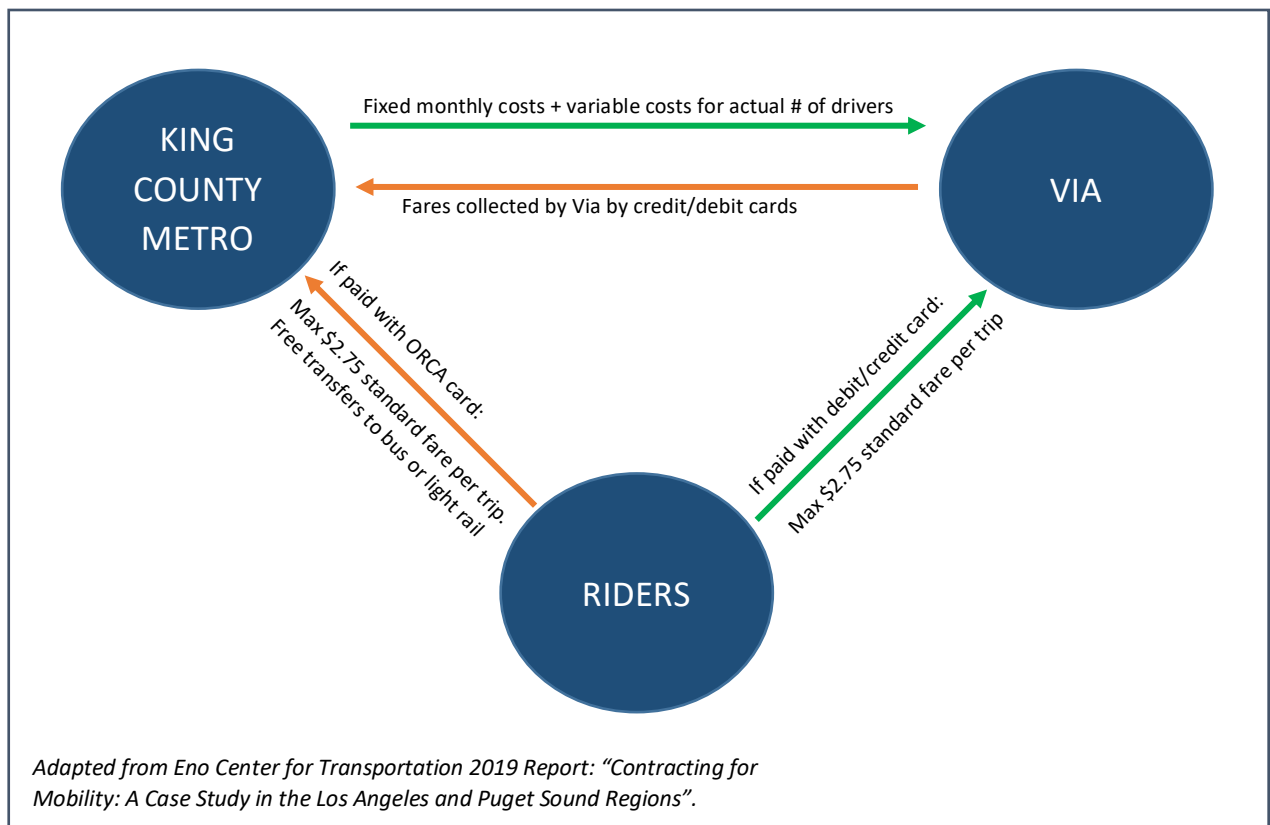 KING
COUNTY
METRO
Fixed monthly costs + variable costs for actual # of drivers
Fares collected by Via by credit/debit cards
VIA
If paid with ORCA card:
Max $2.75 standard fare per trip.
Free transfers to bus or light rail
If paid with debit/credit card:
Max $2.75 standard fare per trip
RIDERS
Adapted from Eno Center for Transportation 2019 Report: “Contracting for
Mobility: A Case Study in the Los Angeles and Puget Sound Regions”.